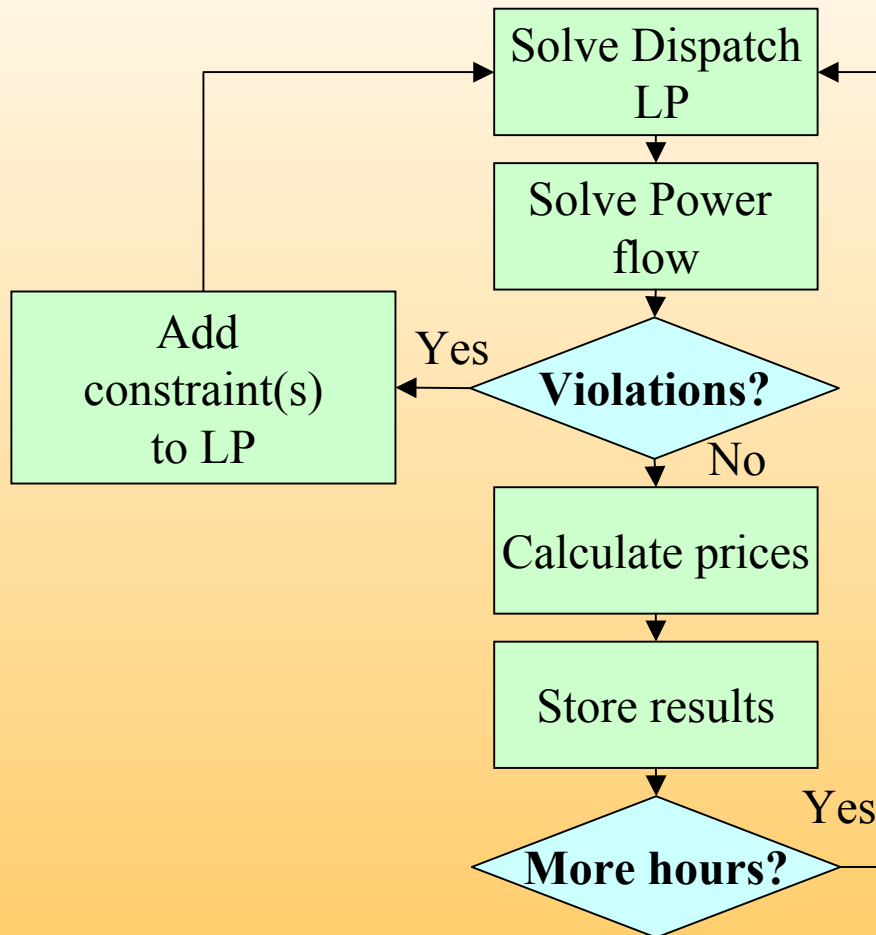 Solve Dispatch
LP
Solve Power
flow
Add
constraint(s)
to LP
Yes
Violations?
No
Calculate prices
Store results
Yes
More hours?